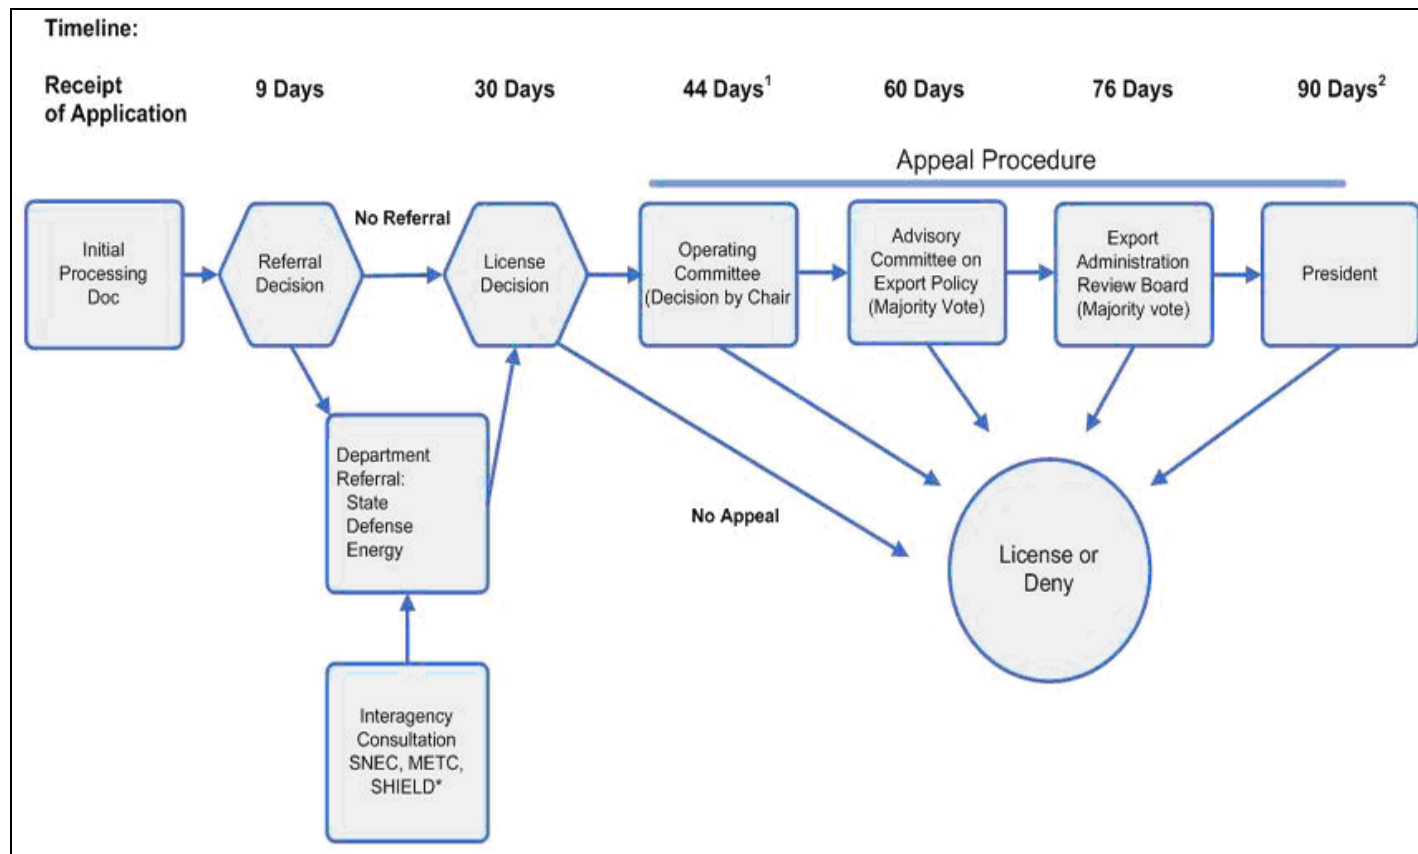 Timeline:
Receipt
of Application
9 Days
30 Days
44 Days¹
60 Days
76 Days
90 Days²
Appeal Procedure
Initial
Processing
Doc
Referral
Decision
No Referral
License
Decision
Operating
Committee
(Decision by Chair
Advisory
Committee on
Export Policy
(Majority Vote)
Export
Administration
Review Board
(Majority vote)
President
Department
Referral:
State
Defense
Energy
No Appeal
License or
Deny
Interagency
Consultation
SNEC, METC,
SHIELD*